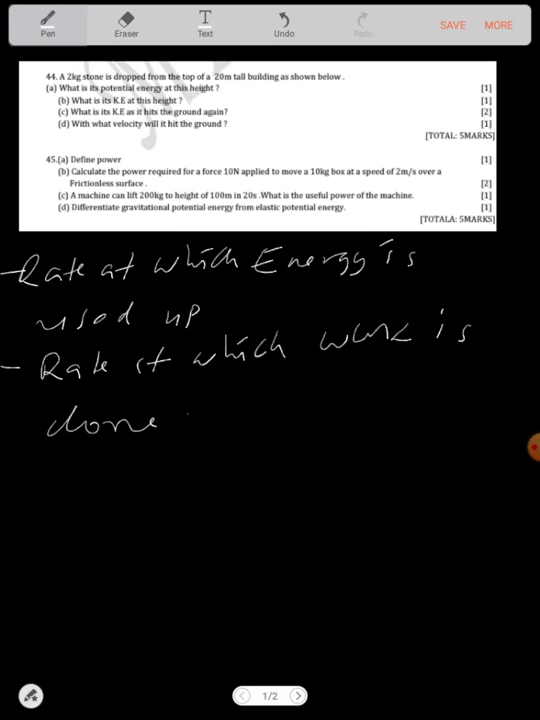 Pen
Eraser
T
Text
Undo
Redo
SAVE
MORE
44. A 2kg stone is dropped from the top of a 20m tall building as shown below .
(a) What is its potential energy at this height ? [1]
(b) What is its K.E at this height ? [1]
(c) What is its K.E as it hits the ground again? [2]
(d) With what velocity will it hit the ground ? [1]
[TOTAL: 5MARKS]
45.(a) Define power [1]
(b) Calculate the power required for a force 10N applied to move a 10kg box at a speed of 2m/s over a
Frictionless surface . [2]
(c) A machine can lift 200kg to height of 100m in 20s .What is the useful power of the machine. [1]
(d) Differentiate gravitational potential energy from elastic potential energy. [1]
[TOTALA: 5MARKS]
- Rate at which Energy is
used up
- Rate at which work is
done
1/2